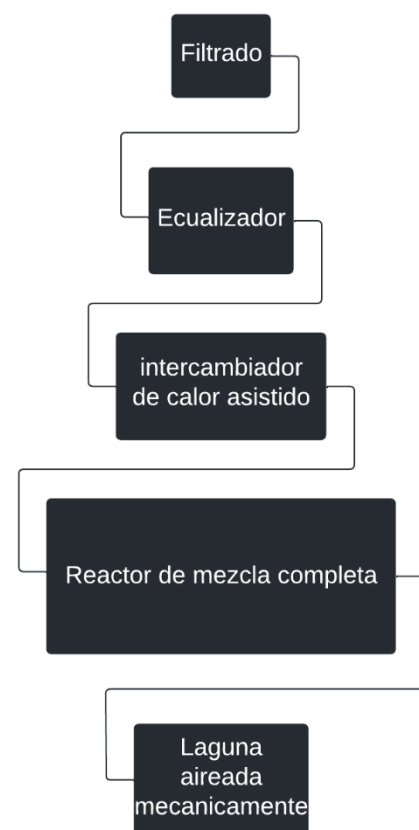 Filtrado
Ecualizador
intercambiador
de calor asistido
Reactor de mezcla completa
Laguna
aireada
mecanicamente